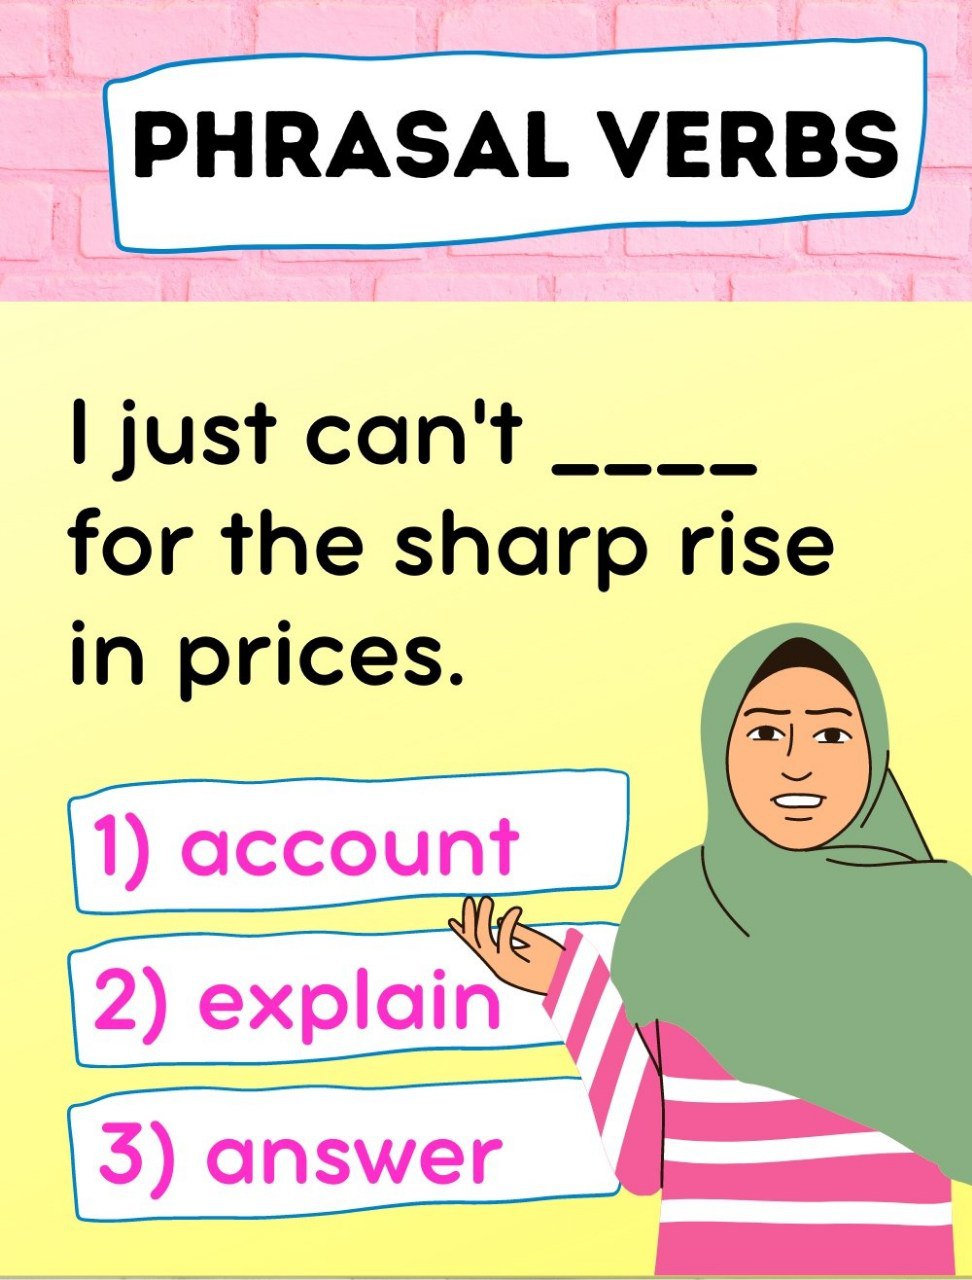 PHRASAL VERBS
I just can't ____
for the sharp rise
in prices.
1) account
2) explain
3) answer